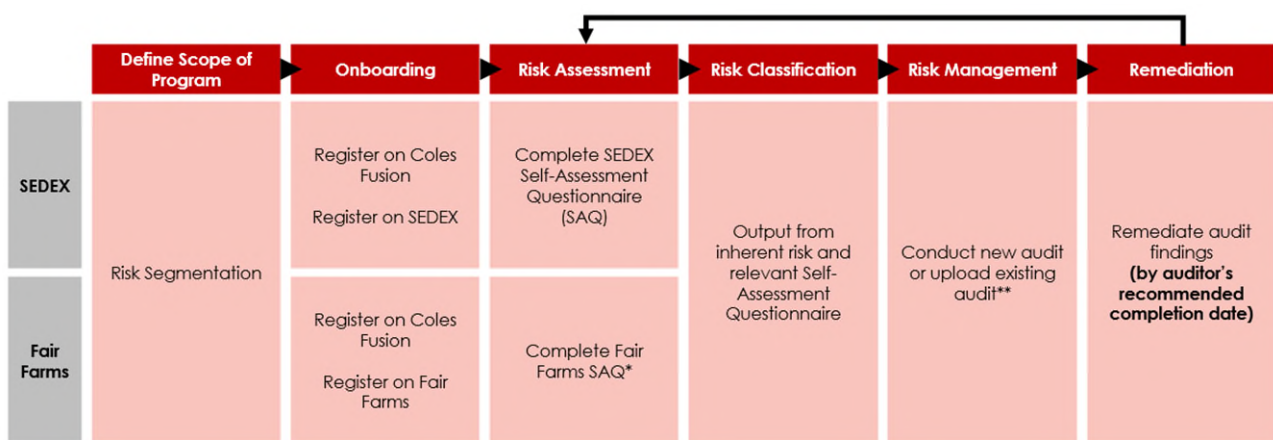 Define Scope of
Program
Onboarding
Risk Assessment
Risk Classification
Risk Management
Remediation
SEDEX
Risk Segmentation
Register on Coles
Fusion
Register on SEDEX
Complete SEDEX
Self-Assessment
Questionnaire
(SAQ)
Output from
inherent risk and
relevant Self-
Assessment
Questionnaire
Conduct new audit
or upload existing
audit**
Remediate audit
findings
(by auditor's
recommended
completion date)
Fair
Farms
Register on Coles
Fusion
Register on Fair
Farms
Complete Fair
Farms SAQ*